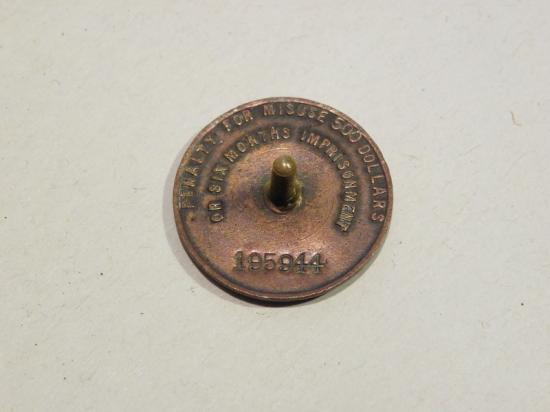 PENALTY FOR MISUSE 500 DOLLARS
OR SIX MONTHS IMPRISONMENT
195944